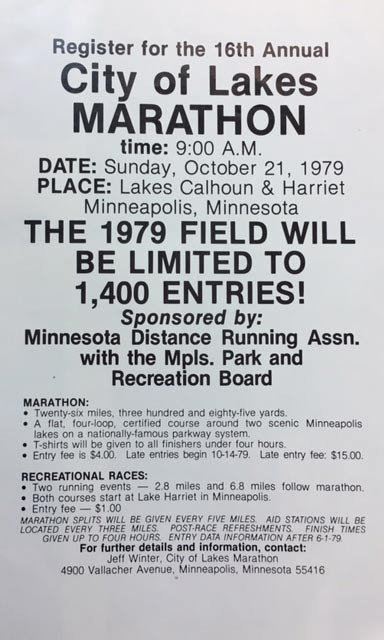 Register for the 16th Annual
City of Lakes
MARATHON
time: 9:00 A.M.
DATE: Sunday, October 21, 1979
PLACE: Lakes Calhoun & Harriet
Minneapolis, Minnesota
THE 1979 FIELD WILL
BE LIMITED TO
1,400 ENTRIES!
Sponsored by:
Minnesota Distance Running Assn.
with the Mpls. Park and
Recreation Board
MARATHON:
• Twenty-six miles, three hundred and eighty-five yards.
• A flat, four-loop, certified course around two scenic Minneapolis
lakes on a nationally-famous parkway system.
• T-shirts will be given to all finishers under four hours.
• Entry fee is $4.00. Late entries begin 10-14-79. Late entry fee: $15.00.
RECREATIONAL RACES:
• Two running events — 2.8 miles and 6.8 miles follow marathon.
• Both courses start at Lake Harriet in Minneapolis.
• Entry fee — $1.00
MARATHON SPLITS WILL BE GIVEN EVERY FIVE MILES. AID STATIONS WILL BE
LOCATED EVERY THREE MILES. POST-RACE REFRESHMENTS. FINISH TIMES
GIVEN UP TO FOUR HOURS. ENTRY DATA INFORMATION AFTER 6-1-79.
For further details and information, contact:
Jeff Winter, City of Lakes Marathon
4900 Vallacher Avenue, Minneapolis, Minnesota 55416